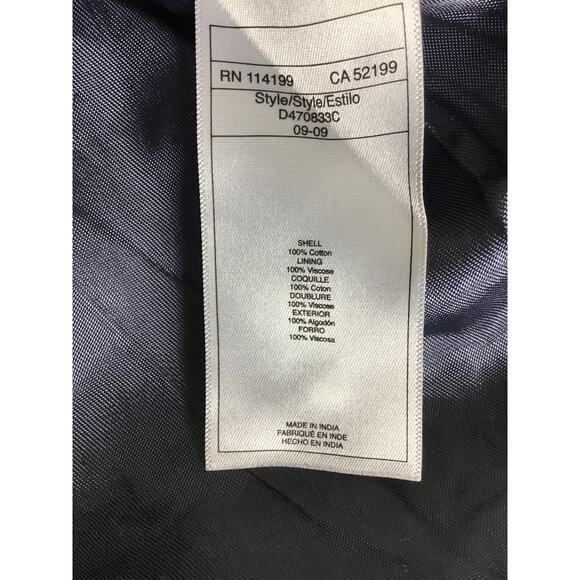 RN 114199 CA 52199
Style/Style/Estilo
D470833C
09-09
SHELL
100% Cotton
LINING
100% Viscose
COQUILLE
100% Coton
DOUBLURE
100% Viscose
EXTERIOR
100% Algodón
FORRO
100% Viscosa
MADE IN INDIA
FABRIQUÉ EN INDE
HECHO EN INDIA